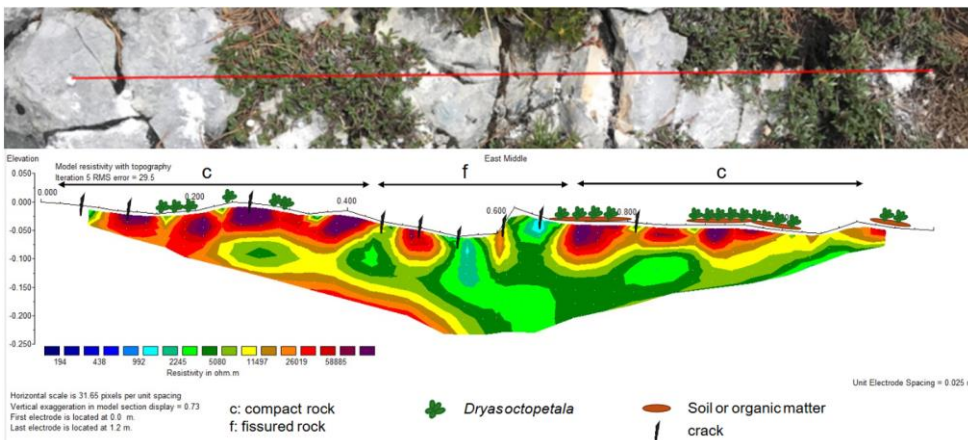 Elevation
Model resistivity with topography
Iteration 5 RMS error = 29.5
East Middle
c
f
c
0.050
0.000
-0.050
-0.100
-0.150
-0.200
-0.250
0.000
0.200
0.400
0.600
0.800
194 438 992 2245 5080 11497 26019 58885
Resistivity in ohm.m
Horizontal scale is 31.65 pixels per unit spacing
Vertical exaggeration in model section display = 0.73
First electrode is located at 0.0 m.
Last electrode is located at 1.2 m.
Unit Electrode Spacing = 0.025 m
c: compact rock
f: fissured rock
Dryasoctopetala
Soil or organic matter
crack